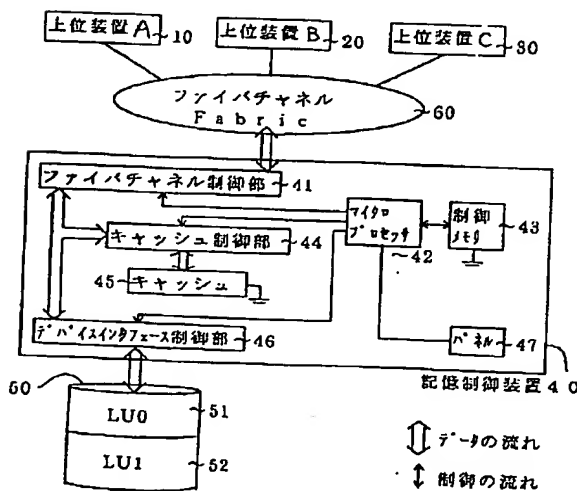 上位装置A
10
上位装置B
20
上位装置C
30
ファイバチャネル
Fabric
60
ファイバチャネル制御部
41
マイクロ
プロセッサ
42
制御
メモリ
43
キャッシュ制御部
44
45
キャッシュ
デバイスインタフェース制御部
46
パネル
47
記憶制御装置40
50
LU0
51
LU1
52
データの流れ
制御の流れ